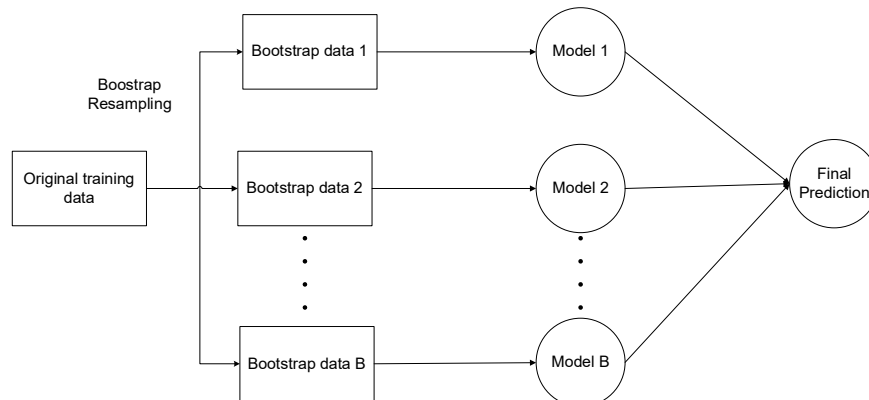 Bootstrap data 1
Model 1
Boostrap
Resampling
Original training
data
Bootstrap data 2
Model 2
Final
Prediction
Bootstrap data B
Model B